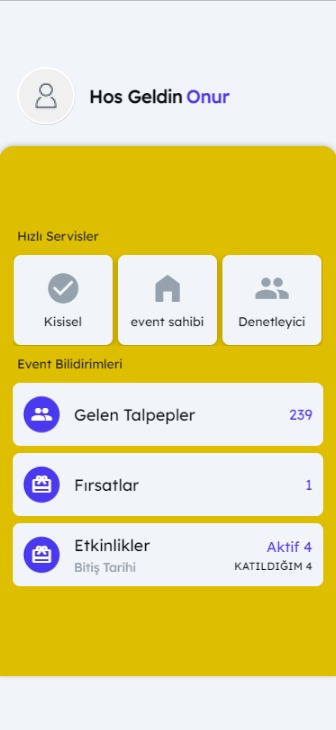 Hos Geldin Onur
Hızlı Servisler
Kisisel
event sahibi
Denetleyici
Event Bilidirimleri
Gelen Talpepler
239
Fırsatlar
1
Etkinlikler
Aktif 4
Bitiş Tarihi
KATILDIĞIM 4